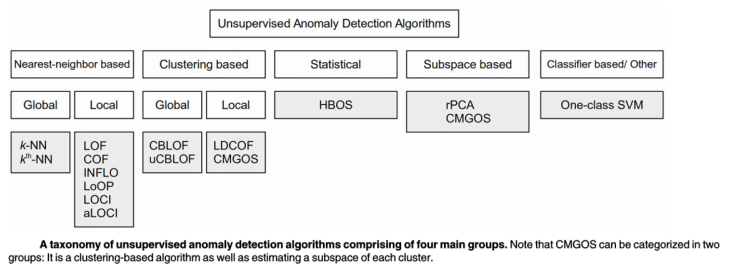 Unsupervised Anomaly Detection Algorithms
Nearest-neighbor based
Clustering based
Statistical
Subspace based
Classifier based/ Other
Global
Local
Global
Local
HBOS
rPCA
CMGOS
One-class SVM
k-NN
kth-NN
LOF
COF
INFLO
LoOP
LOCI
aLOCI
CBLOF
uCBLOF
LDCOF
CMGOS
A taxonomy of unsupervised anomaly detection algorithms comprising of four main groups. Note that CMGOS can be categorized in two
groups: It is a clustering-based algorithm as well as estimating a subspace of each cluster.